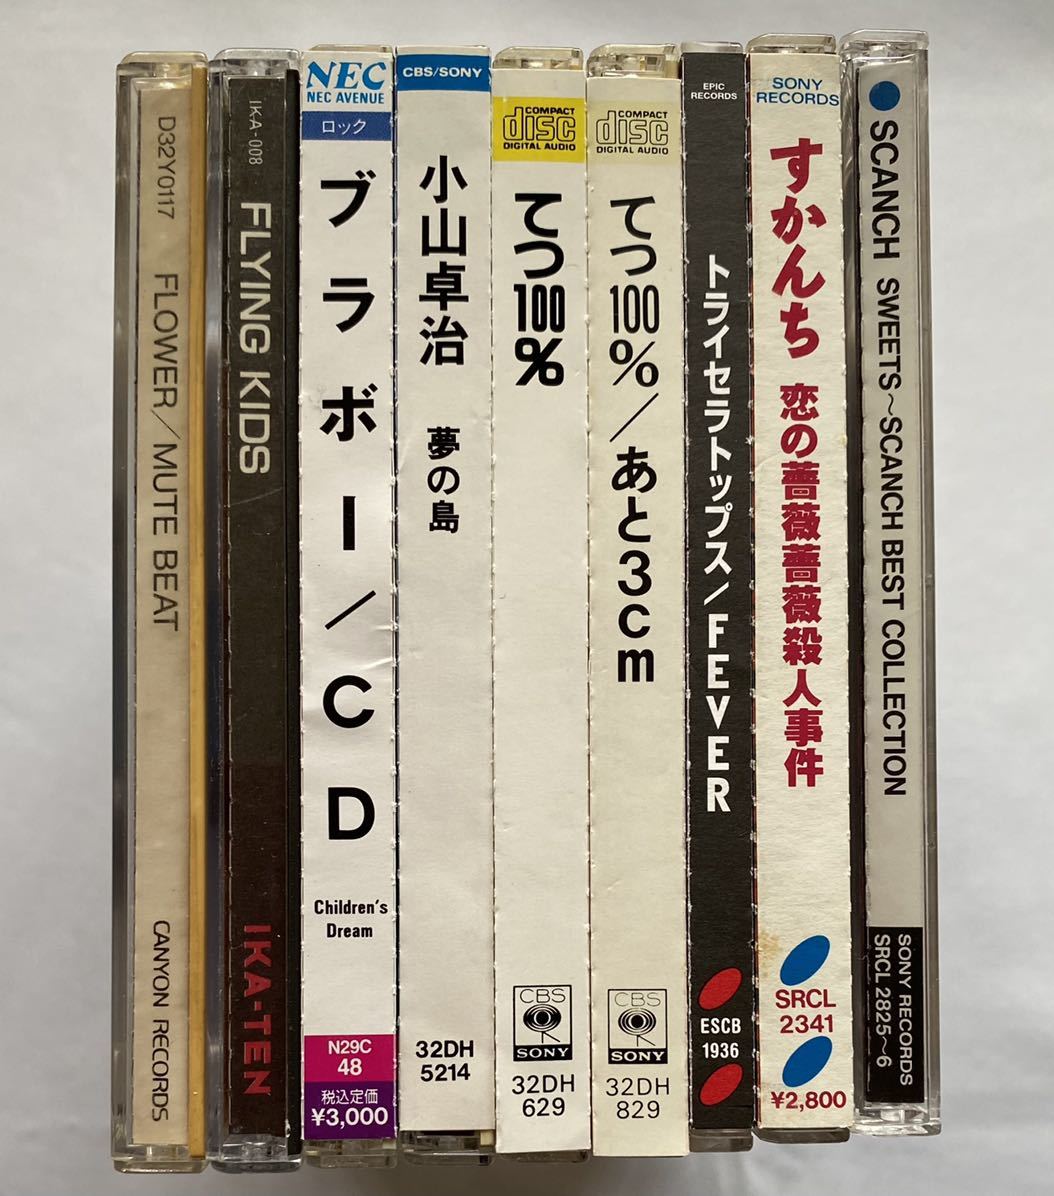 D32Y0117 FLOWER／MUTE BEAT CANYON RECORDS
IKA-008 FLYING KIDS IKA-TEN
NEC
NEC AVENUE
ロック
ブラボー／CD
Children's
Dream
N29C
48
税込定価
¥3,000
CBS/SONY
小山卓治 夢の島
32DH
5214
COMPACT
disc
DIGITAL AUDIO
てつ100%
CBS
SONY
32DH
629
COMPACT
disc
DIGITAL AUDIO
てつ100%／あと3cm
CBS
SONY
32DH
829
EPIC
RECORDS
トライセラトップス／FEVER
ESCB
1936
SONY
RECORDS
すかんち 恋の薔薇薔薇殺人事件
SRCL
2341
¥2,800
SCANCH SWEETS～SCANCH BEST COLLECTION
SONY RECORDS
SRCL 2825～6